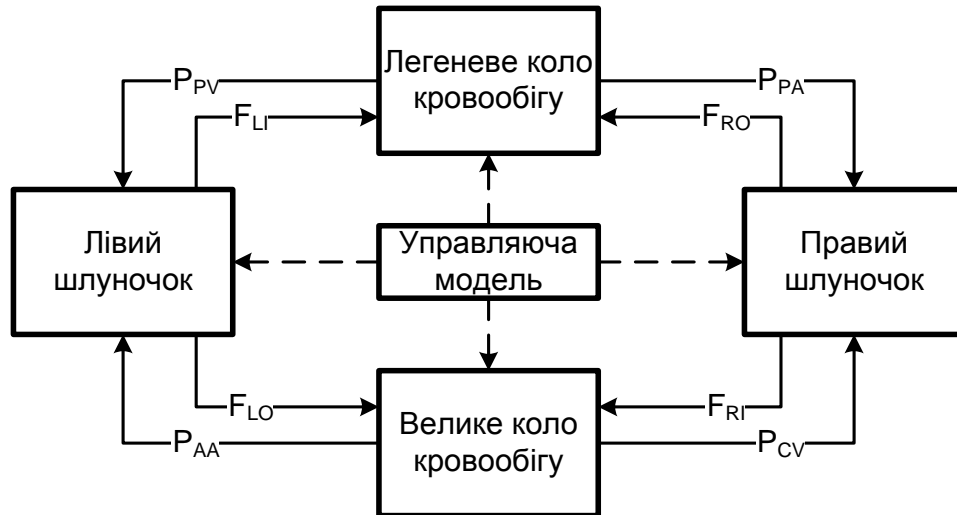 Легеневе коло
кровообігу
P_PV
P_PA
F_LI
F_RO
Лівий
шлуночок
Управляюча
модель
Правий
шлуночок
F_LO
F_RI
P_AA
P_CV
Велике коло
кровообігу